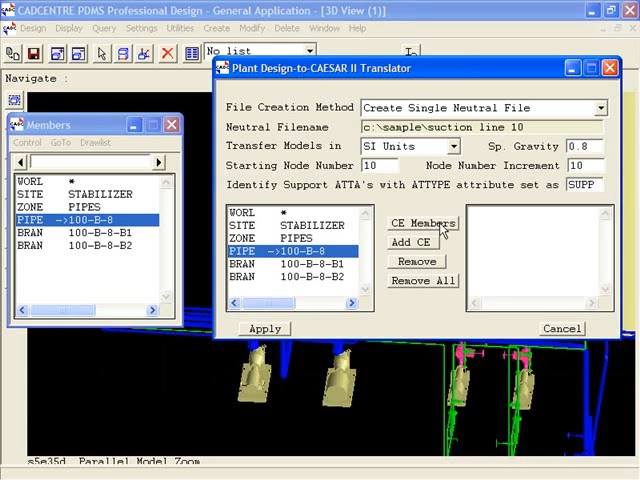 CADCENTRE PDMS Professional Design - General Application - [3D View (1)]
Design Display Query Settings Utilities Create Modify Delete Window Help
No list
Navigate :
Members
Control GoTo Drawlist
WORL *
SITE STABILIZER
ZONE PIPES
PIPE ->100-B-8
BRAN 100-B-8-B1
BRAN 100-B-8-B2
Plant Design-to-CAESAR II Translator
File Creation Method Create Single Neutral File
Neutral Filename c:\sample\suction line 10
Transfer Models in SI Units Sp. Gravity 0.8
Starting Node Number 10 Node Number Increment 10
Identify Support ATTA's with ATTYPE attribute set as SUPP
WORL *
SITE STABILIZER
ZONE PIPES
PIPE ->100-B-8
BRAN 100-B-8-B1
BRAN 100-B-8-B2
CE Members
Add CE
Remove
Remove All
Apply
Cancel
s5e35d Parallel Model Zoom